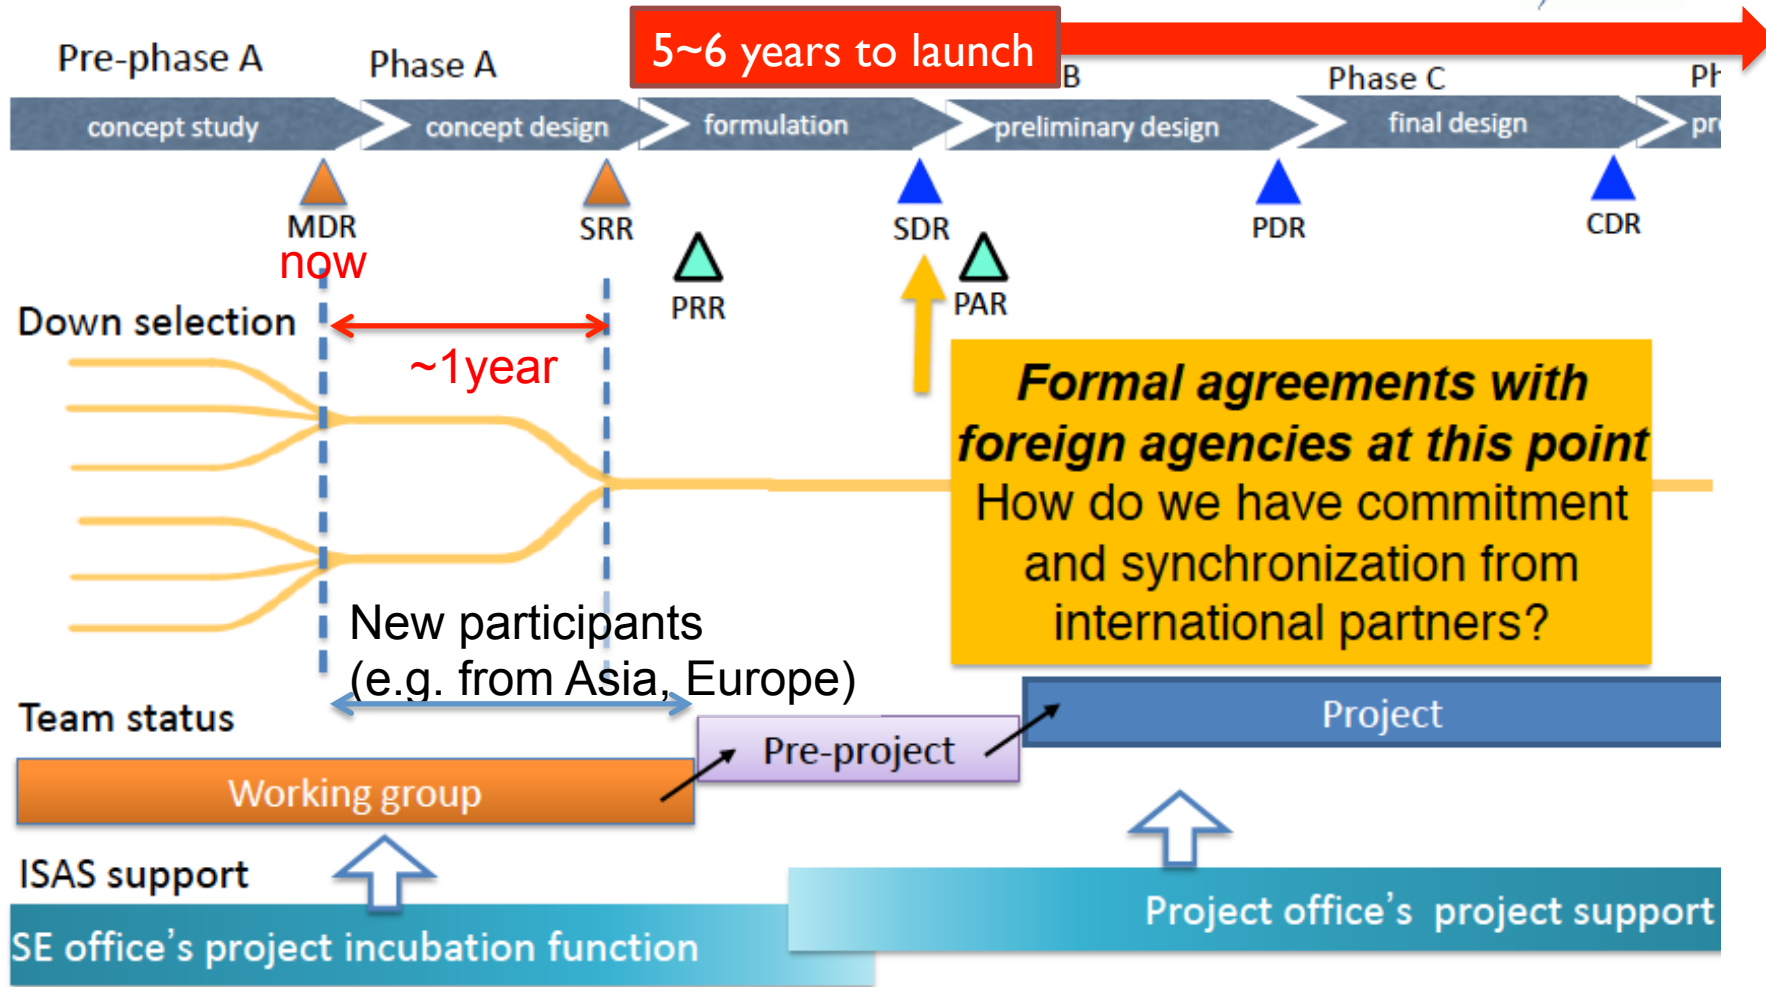 5~6 years to launch
Pre-phase A
Phase A
B
Phase C
Ph
concept study
concept design
formulation
preliminary design
final design
pr
MDR
SRR
SDR
PDR
CDR
now
PRR
PAR
Down selection
~1year
Formal agreements with
foreign agencies at this point
How do we have commitment
and synchronization from
international partners?
New participants
(e.g. from Asia, Europe)
Team status
Project
Pre-project
Working group
ISAS support
Project office’s project support
SE office’s project incubation function